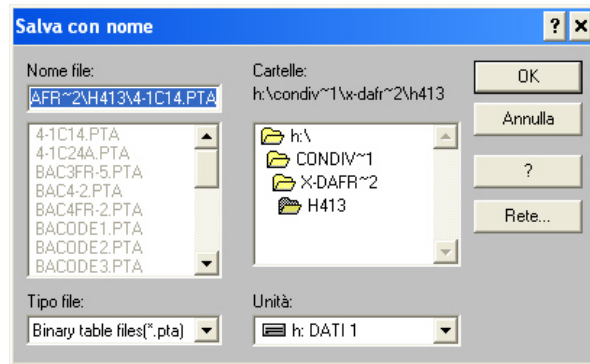 Salva con nome
Nome file:
AFR~2\H413\4-1C14.PTA
4-1C14.PTA
4-1C24A.PTA
BAC3FR-5.PTA
BAC4-2.PTA
BAC4FR-2.PTA
BACODE1.PTA
BACODE2.PTA
BACODE3.PTA
Tipo file:
Binary table files(*.pta)
Cartelle:
h:\condiv~1\x-dafr~2\h413
h:\
CONDIV~1
X-DAFR~2
H413
Unità:
h: DATI 1
OK
Annulla
?
Rete...